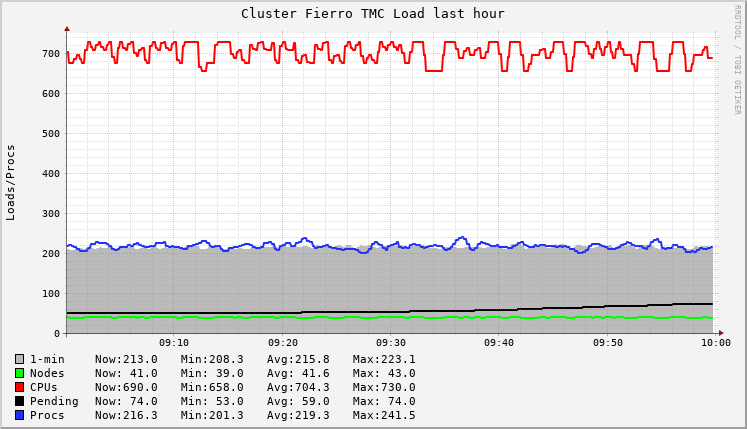 Cluster Fierro TMC Load last hour
RRDTOOL / TOBI OETIKER
Loads/Procs
700
600
500
400
300
200
100
0
09:10 09:20 09:30 09:40 09:50 10:00
1-min Now:213.0 Min:208.3 Avg:215.8 Max:223.1
Nodes Now: 41.0 Min: 39.0 Avg: 41.6 Max: 43.0
CPUs Now:690.0 Min:658.0 Avg:704.3 Max:730.0
Pending Now: 74.0 Min: 53.0 Avg: 59.0 Max: 74.0
Procs Now:216.3 Min:201.3 Avg:219.3 Max:241.5